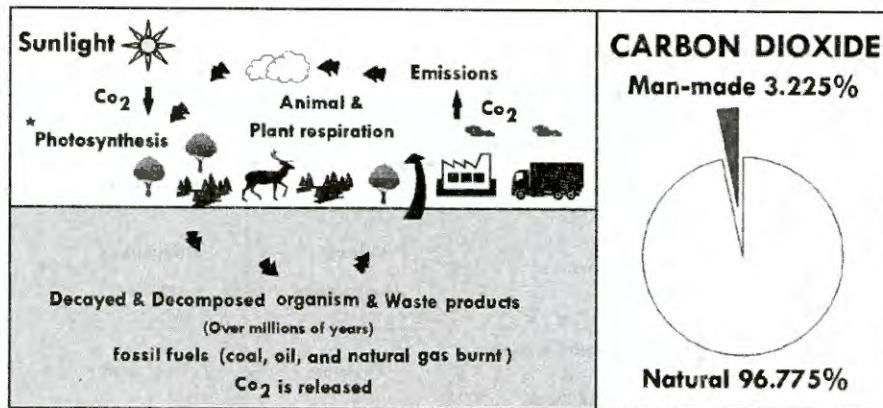 Sunlight
Co2
* Photosynthesis
Animal &
Plant respiration
Emissions
Co2
Decayed & Decomposed organism & Waste products
(Over millions of years)
fossil fuels (coal, oil, and natural gas burnt)
Co2 is released
CARBON DIOXIDE
Man-made 3.225%
Natural 96.775%